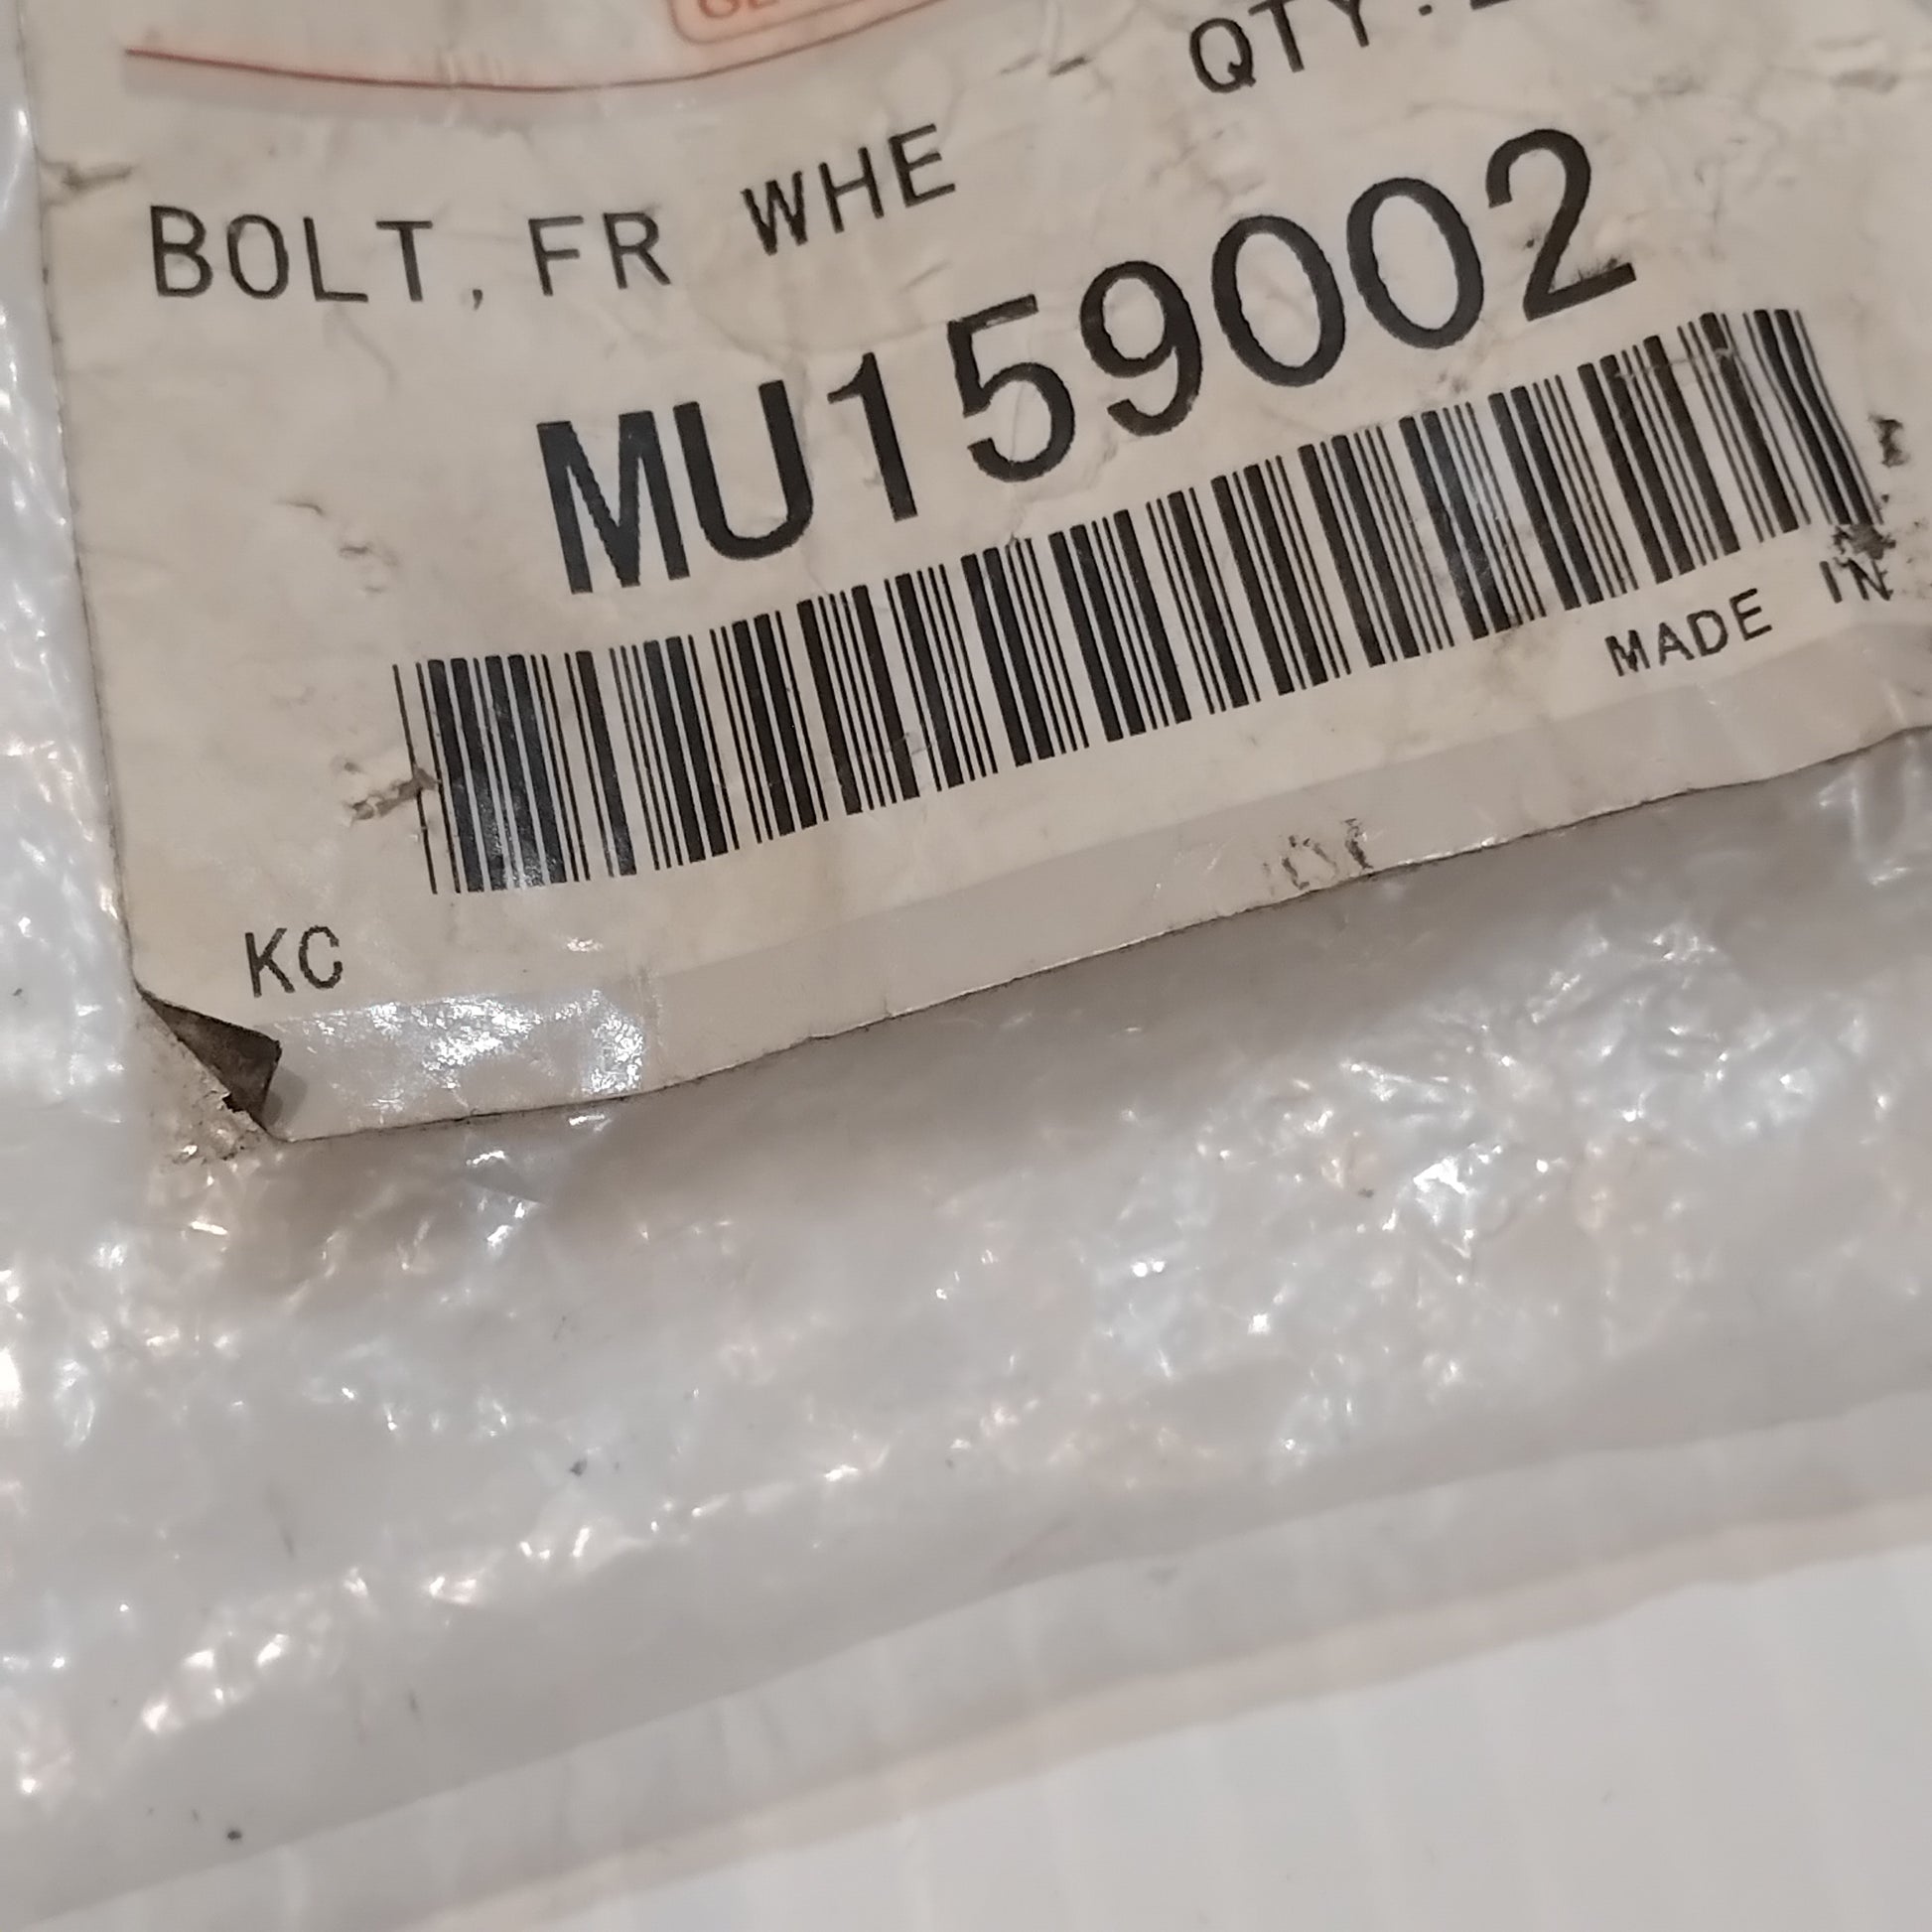 QTY:
BOLT, FR WHE
MU159002
MADE IN
KC